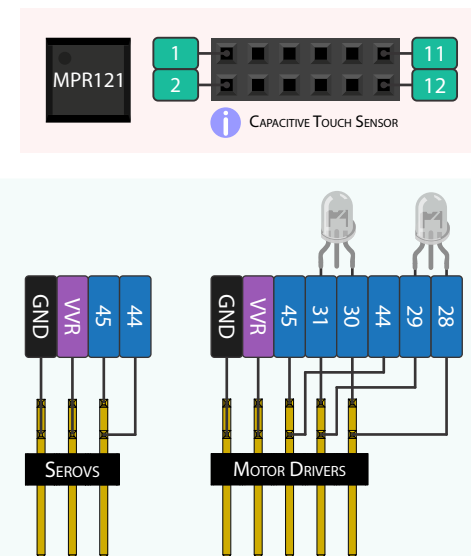 MPR121
1
11
2
12
i
CAPACITIVE TOUCH SENSOR
GND
VVR
45
44
GND
VVR
45
31
30
44
29
28
SEROVS
MOTOR DRIVERS